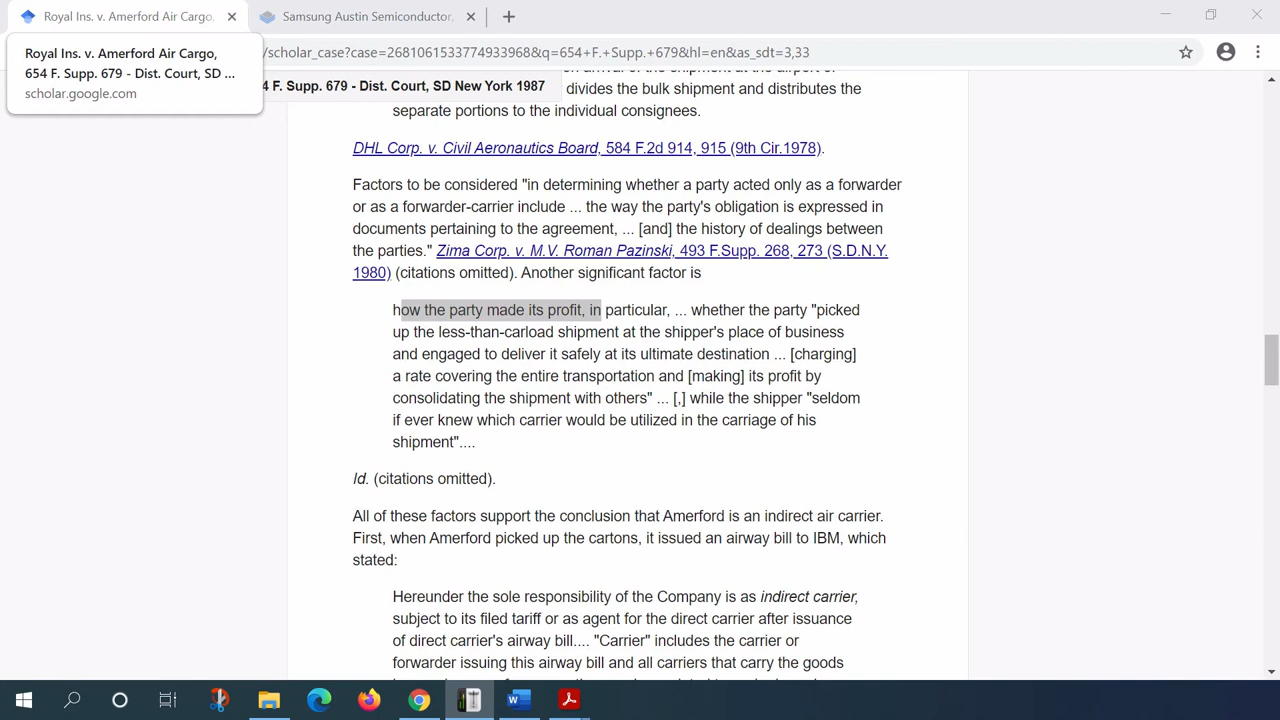 Royal Ins. v. Amerford Air Cargo,
Samsung Austin Semiconductor,
Royal Ins. v. Amerford Air Cargo,
654 F. Supp. 679 - Dist. Court, SD ...
scholar.google.com
/scholar_case?case=2681061533774933968&q=654+F.+Supp.+679&hl=en&as_sdt=3,33
4 F. Supp. 679 - Dist. Court, SD New York 1987
divides the bulk shipment and distributes the
separate portions to the individual consignees.
DHL Corp. v. Civil Aeronautics Board, 584 F.2d 914, 915 (9th Cir.1978).
Factors to be considered "in determining whether a party acted only as a forwarder
or as a forwarder-carrier include ... the way the party's obligation is expressed in
documents pertaining to the agreement, ... [and] the history of dealings between
the parties." Zima Corp. v. M.V. Roman Pazinski, 493 F.Supp. 268, 273 (S.D.N.Y.
1980) (citations omitted). Another significant factor is
how the party made its profit, in particular, ... whether the party "picked
up the less-than-carload shipment at the shipper's place of business
and engaged to deliver it safely at its ultimate destination ... [charging]
a rate covering the entire transportation and [making] its profit by
consolidating the shipment with others" ... [,] while the shipper "seldom
if ever knew which carrier would be utilized in the carriage of his
shipment"....
Id. (citations omitted).
All of these factors support the conclusion that Amerford is an indirect air carrier.
First, when Amerford picked up the cartons, it issued an airway bill to IBM, which
stated:
Hereunder the sole responsibility of the Company is as indirect carrier,
subject to its filed tariff or as agent for the direct carrier after issuance
of direct carrier's airway bill.... "Carrier" includes the carrier or
forwarder issuing this airway bill and all carriers that carry the goods